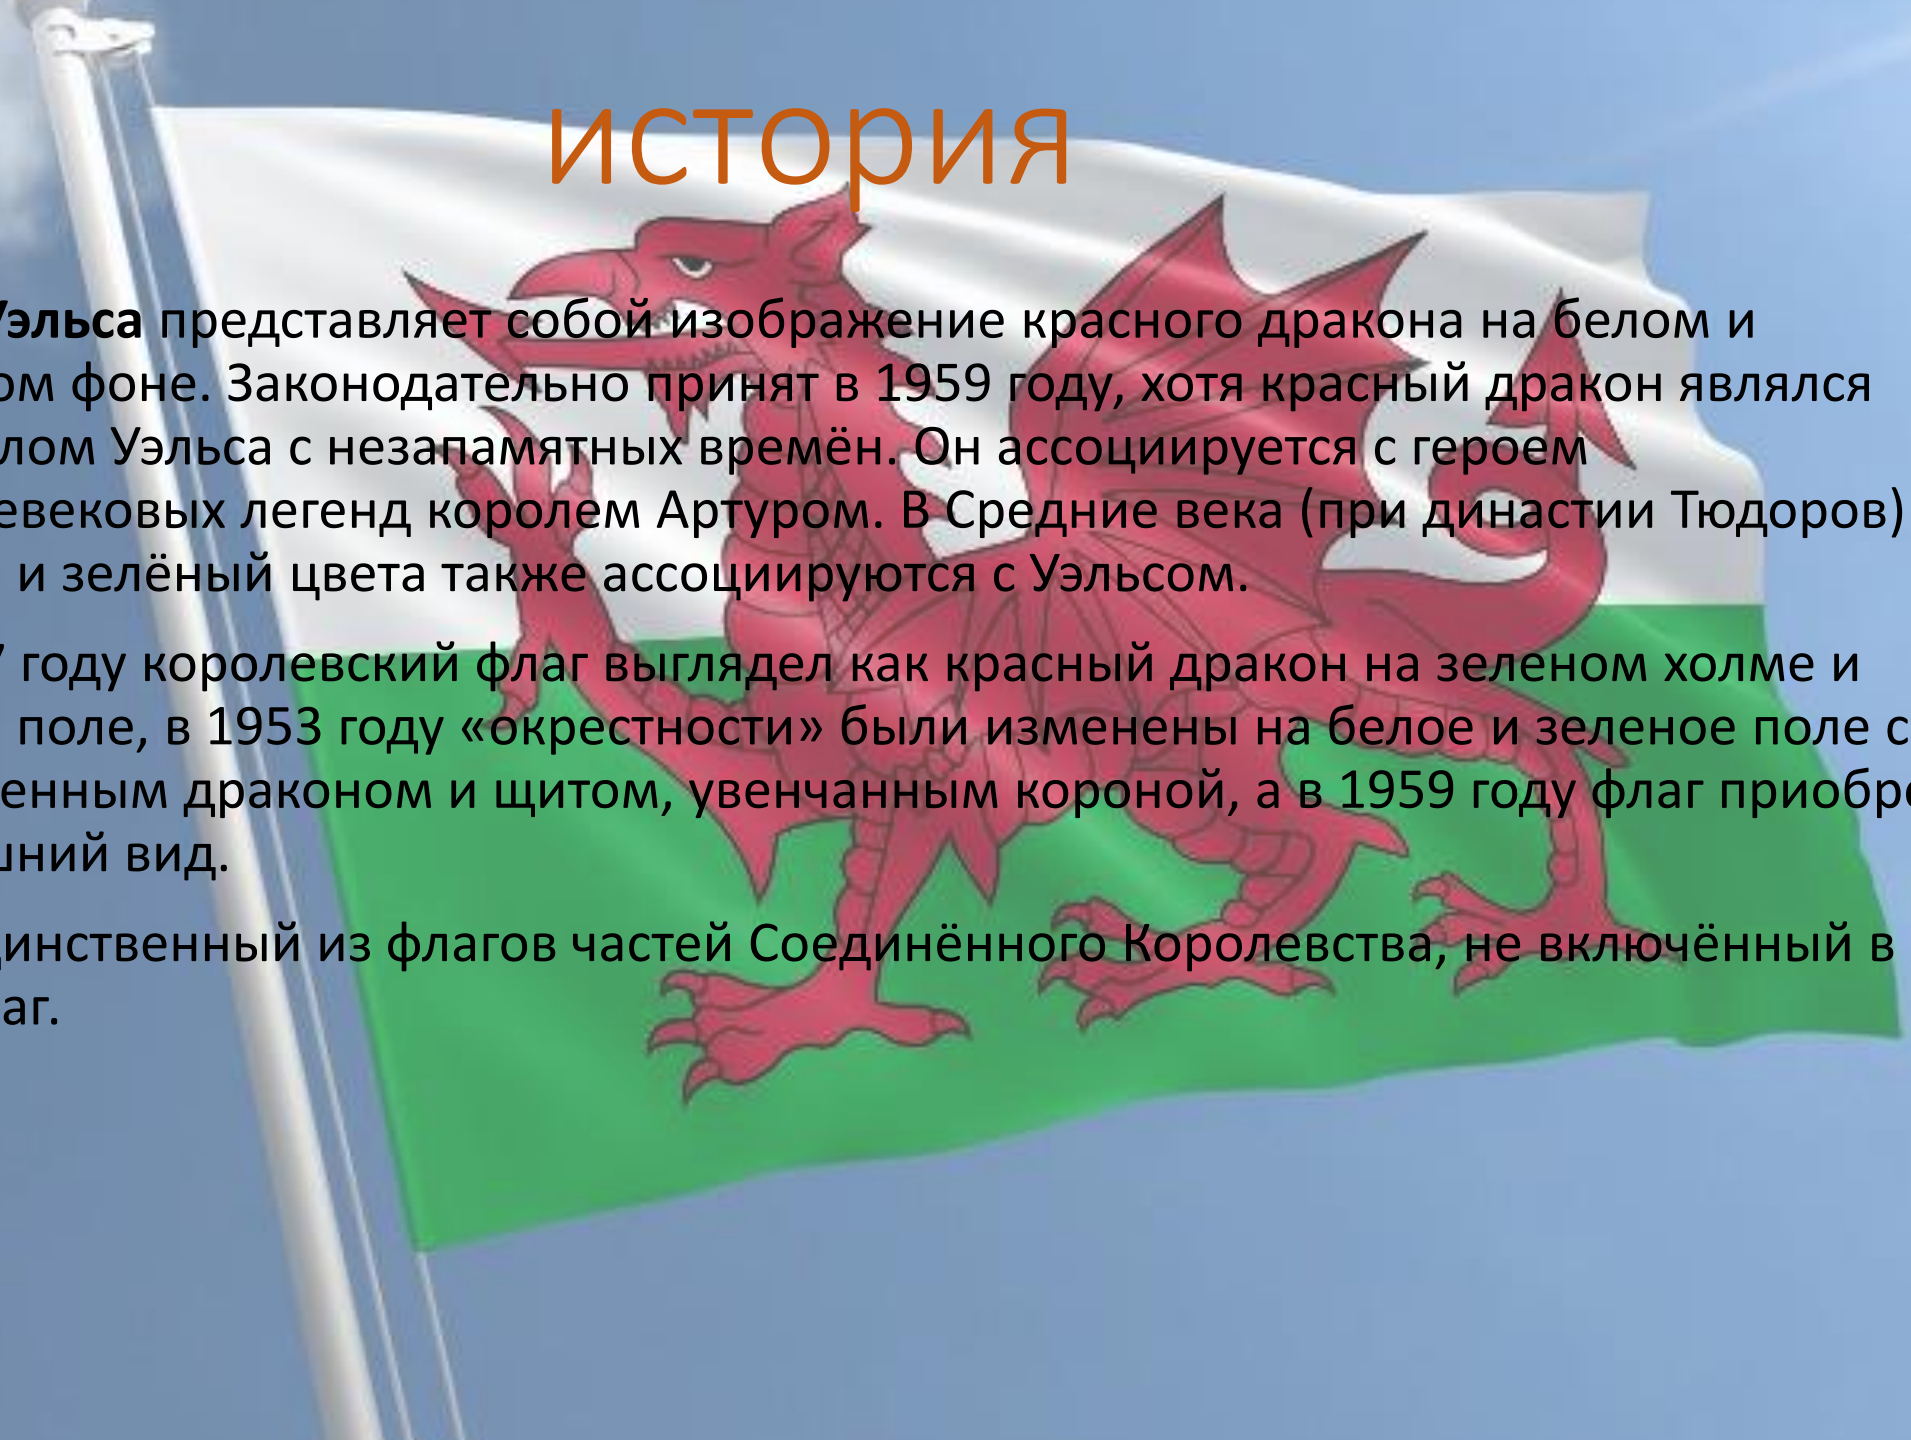 история
Уэльса представляет собой изображение красного дракона на белом и
ом фоне. Законодательно принят в 1959 году, хотя красный дракон являлся
лом Уэльса с незапамятных времён. Он ассоциируется с героем
евековых легенд королем Артуром. В Средние века (при династии Тюдоров)
и зелёный цвета также ассоциируются с Уэльсом.
7 году королевский флаг выглядел как красный дракон на зеленом холме и
поле, в 1953 году «окрестности» были изменены на белое и зеленое поле с
енным драконом и щитом, увенчанным короной, а в 1959 году флаг приобре
шний вид.
динственный из флагов частей Соединённого Королевства, не включённый в
аг.